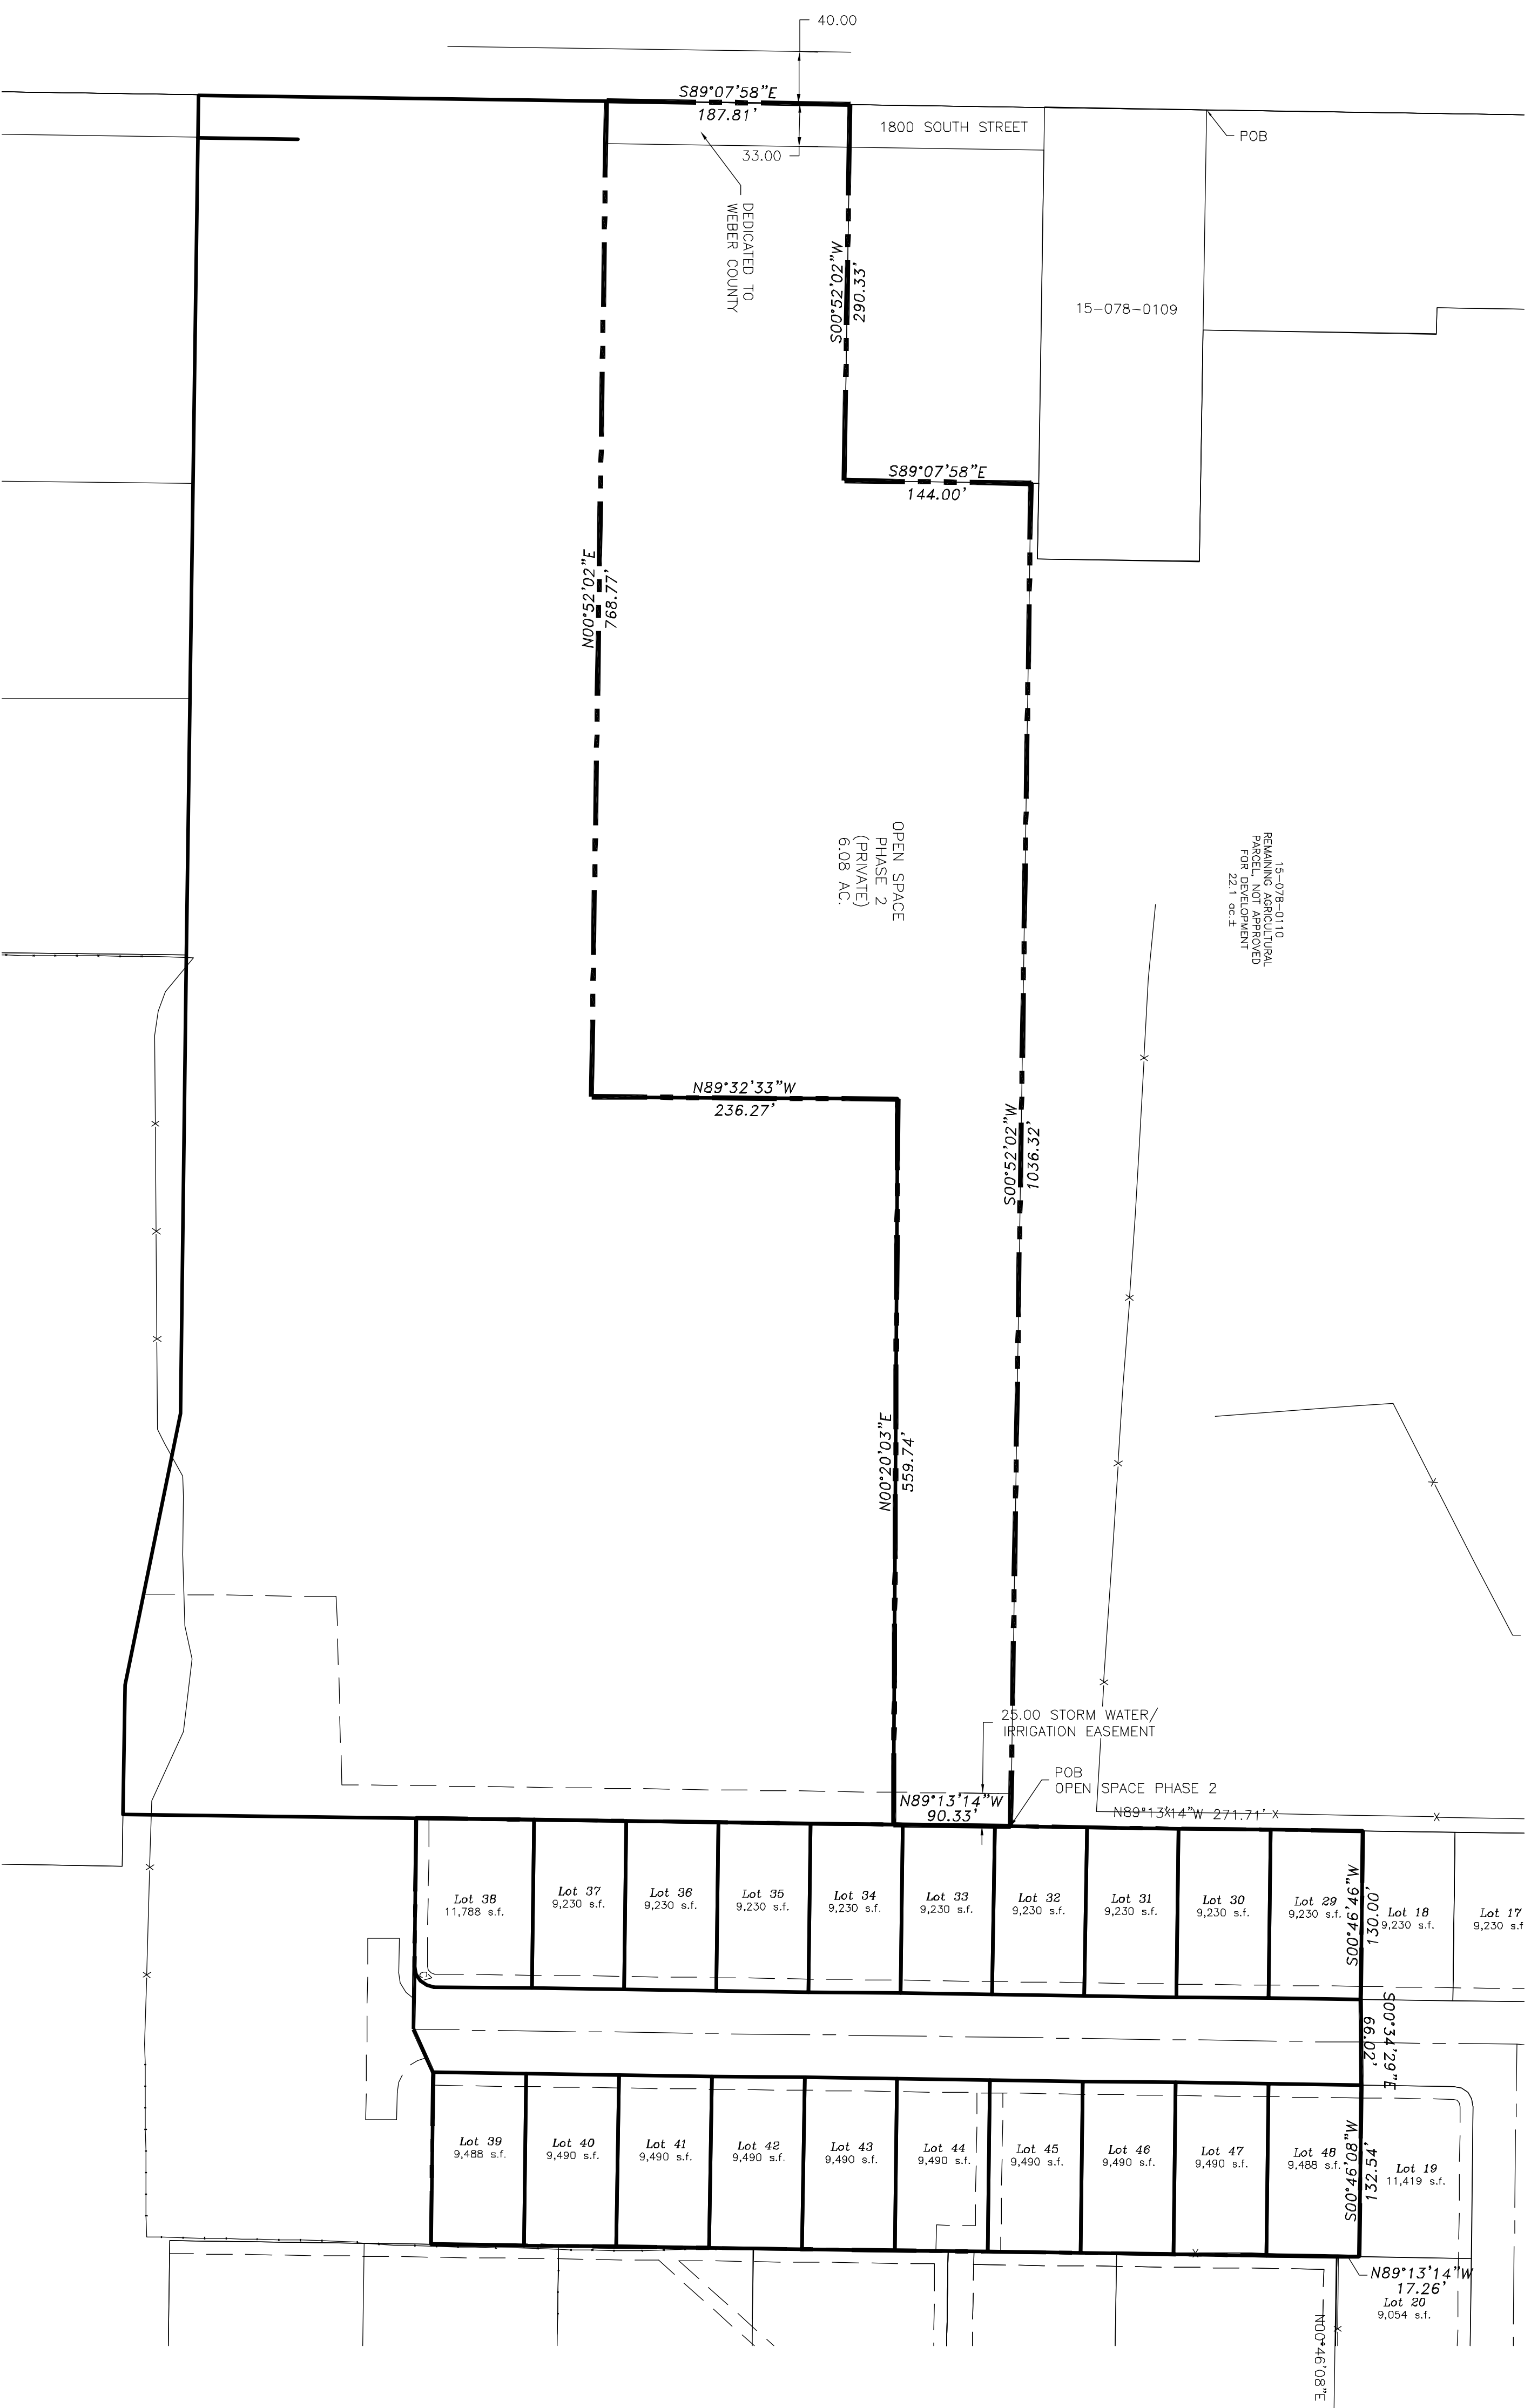 40.00
S89°07'58"E
187.81'
1800 SOUTH STREET
POB
33.00
DEDICATED TO
WEBER COUNTY
S00°52'02"W
290.33'
15-078-0109
S89°07'58"E
144.00'
N00°52'02"E
768.77'
OPEN SPACE
PHASE 2
(PRIVATE)
6.08 AC.
15-078-0110
REMAINING AGRICULTURAL
PARCEL, NOT APPROVED
FOR DEVELOPMENT
22.1 ac.±
N89°32'33"W
236.27'
S00°52'02"W
1036.32'
N00°20'03"E
559.74'
25.00 STORM WATER/
IRRIGATION EASEMENT
POB
OPEN SPACE PHASE 2
N89°13'14"W
90.33'
N89°13'14"W 271.71'
Lot 38
11,788 s.f.
Lot 37
9,230 s.f.
Lot 36
9,230 s.f.
Lot 35
9,230 s.f.
Lot 34
9,230 s.f.
Lot 33
9,230 s.f.
Lot 32
9,230 s.f.
Lot 31
9,230 s.f.
Lot 30
9,230 s.f.
Lot 29
9,230 s.f.
S00°46'46"W
130.00'
Lot 18
9,230 s.f.
Lot 17
9,230 s.f
S00°34'29"E
69.02'
Lot 39
9,488 s.f.
Lot 40
9,490 s.f.
Lot 41
9,490 s.f.
Lot 42
9,490 s.f.
Lot 43
9,490 s.f.
Lot 44
9,490 s.f.
Lot 45
9,490 s.f.
Lot 46
9,490 s.f.
Lot 47
9,490 s.f.
Lot 48
9,488 s.f.
S00°46'08"W
132.54'
Lot 19
11,419 s.f.
N89°13'14"W
17.26'
Lot 20
9,054 s.f.
N00°46'08"E